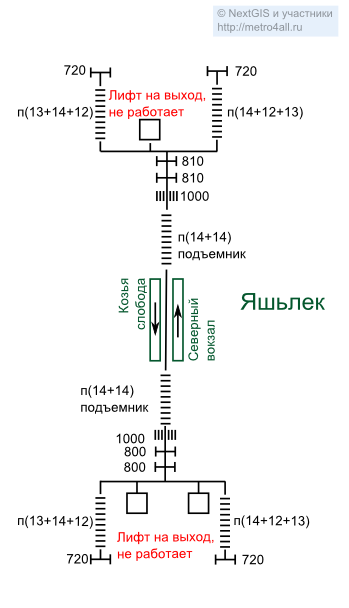 © NextGIS и участники
http://metro4all.ru
720
720
Лифт на выход,
не работает
п(13+14+12)
п(14+12+13)
810
810
1000
п(14+14)
подъемник
Козья
слобода
Северный
вокзал
Яшьлек
п(14+14)
подъемник
1000
800
800
п(13+14+12)
п(14+12+13)
Лифт на выход,
не работает
720
720